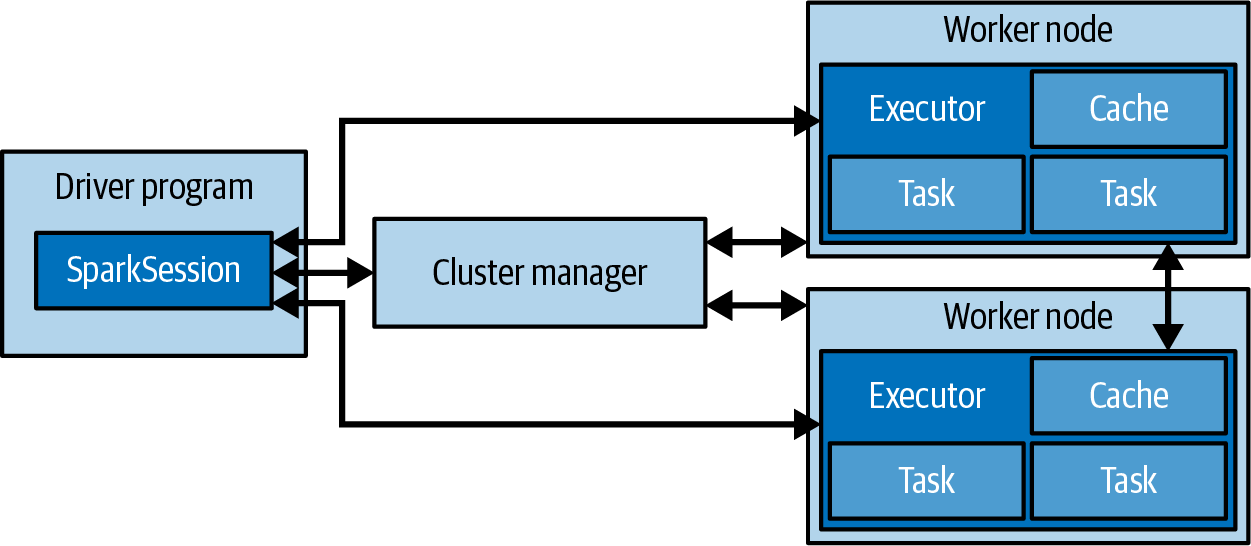 Driver program
SparkSession
Cluster manager
Worker node
Executor
Cache
Task
Task
Worker node
Executor
Cache
Task
Task